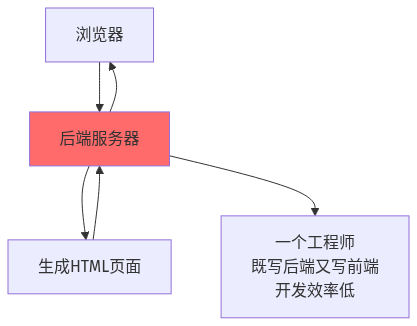 浏览器
后端服务器
生成HTML页面
一个工程师
既写后端又写前端
开发效率低